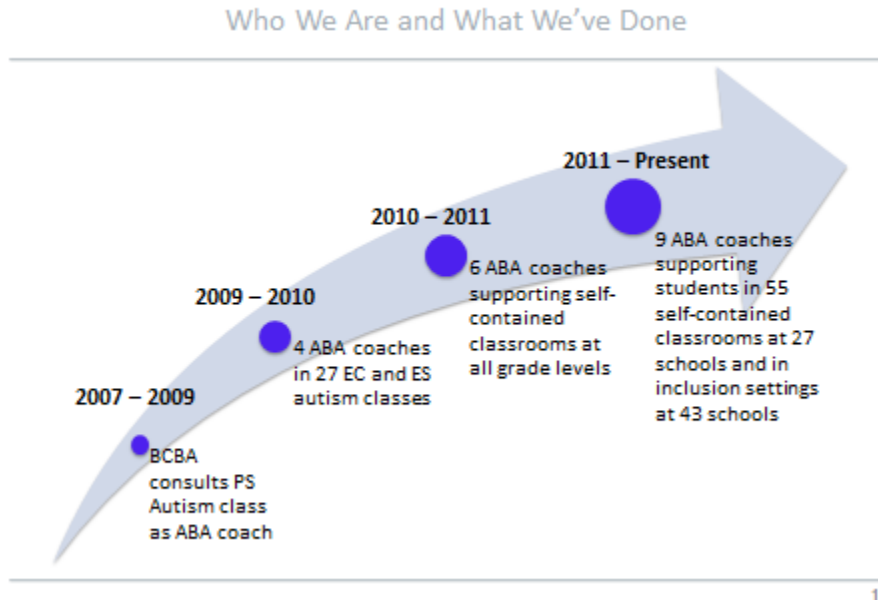 Who We Are and What We've Done
2011 – Present
9 ABA coaches
supporting
students in 55
self-contained
classrooms at 27
schools and in
inclusion settings
at 43 schools
2010 – 2011
6 ABA coaches
supporting self-
contained
classrooms at
all grade levels
2009 – 2010
4 ABA coaches
in 27 EC and ES
autism classes
2007 – 2009
BCBA
consults PS
Autism class
as ABA coach
1